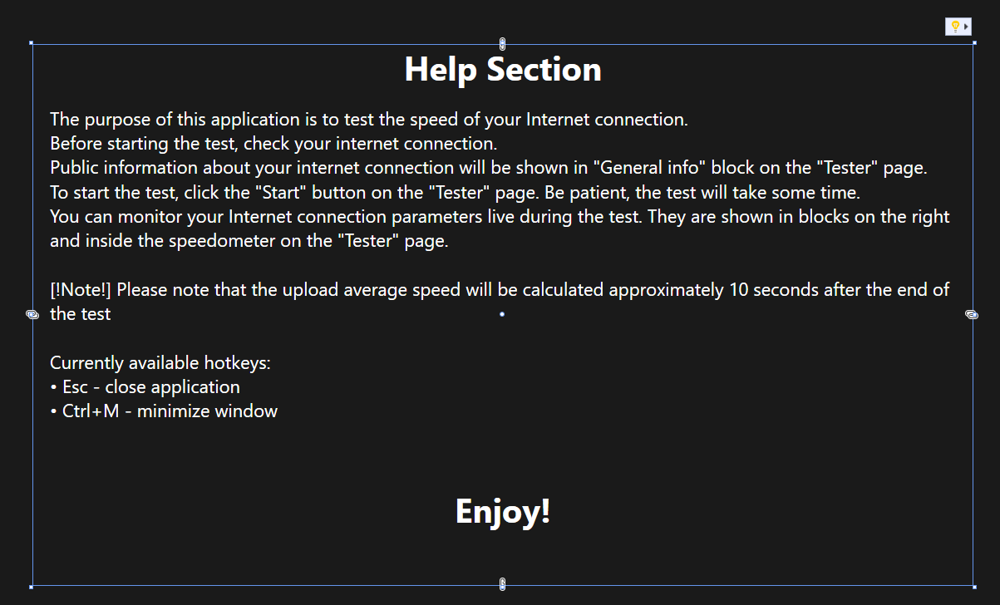 Help Section
The purpose of this application is to test the speed of your Internet connection.
Before starting the test, check your internet connection.
Public information about your internet connection will be shown in "General info" block on the "Tester" page.
To start the test, click the "Start" button on the "Tester" page. Be patient, the test will take some time.
You can monitor your Internet connection parameters live during the test. They are shown in blocks on the right
and inside the speedometer on the "Tester" page.
[!Note!] Please note that the upload average speed will be calculated approximately 10 seconds after the end of
the test
Currently available hotkeys:
• Esc - close application
• Ctrl+M - minimize window
Enjoy!